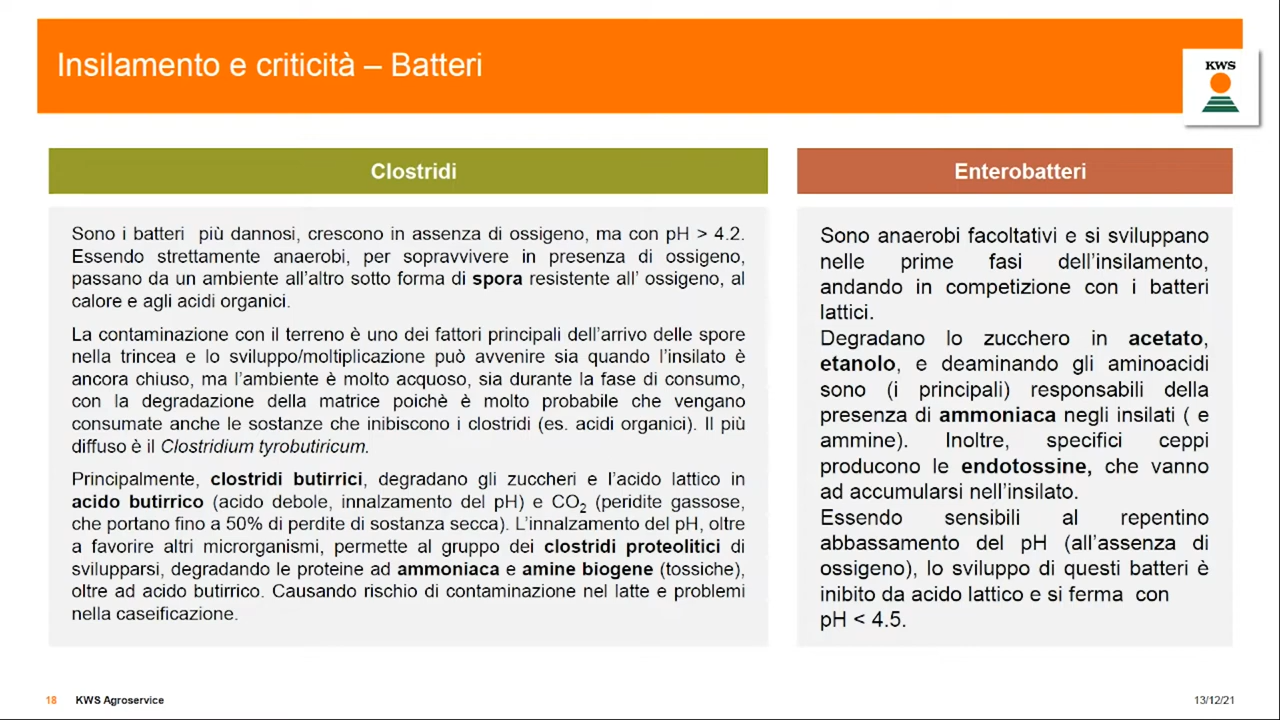 Insilamento e criticità – Batteri
KWS
Clostridi
Sono i batteri più dannosi, crescono in assenza di ossigeno, ma con pH > 4.2.
Essendo strettamente anaerobi, per sopravvivere in presenza di ossigeno,
passano da un ambiente all'altro sotto forma di spora resistente all' ossigeno, al
calore e agli acidi organici.
La contaminazione con il terreno è uno dei fattori principali dell'arrivo delle spore
nella trincea e lo sviluppo/moltiplicazione può avvenire sia quando l'insilato è
ancora chiuso, ma l'ambiente è molto acquoso, sia durante la fase di consumo,
con la degradazione della matrice poichè è molto probabile che vengano
consumate anche le sostanze che inibiscono i clostridi (es. acidi organici). Il più
diffuso è il Clostridium tyrobutiricum.
Principalmente, clostridi butirrici, degradano gli zuccheri e l'acido lattico in
acido butirrico (acido debole, innalzamento del pH) e CO2 (peridite gassose,
che portano fino a 50% di perdite di sostanza secca). L'innalzamento del pH, oltre
a favorire altri microrganismi, permette al gruppo dei clostridi proteolitici di
svilupparsi, degradando le proteine ad ammoniaca e amine biogene (tossiche),
oltre ad acido butirrico. Causando rischio di contaminazione nel latte e problemi
nella caseificazione.
Enterobatteri
Sono anaerobi facoltativi e si sviluppano
nelle prime fasi dell'insilamento,
andando in competizione con i batteri
lattici.
Degradano lo zucchero in acetato,
etanolo, e deaminando gli aminoacidi
sono (i principali) responsabili della
presenza di ammoniaca negli insilati ( e
ammine). Inoltre, specifici ceppi
producono le endotossine, che vanno
ad accumularsi nell'insilato.
Essendo sensibili al repentino
abbassamento del pH (all'assenza di
ossigeno), lo sviluppo di questi batteri è
inibito da acido lattico e si ferma con
pH < 4.5.
18 KWS Agroservice
13/12/21